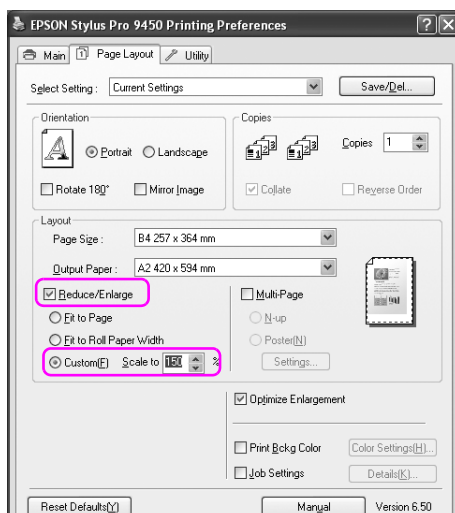 EPSON Stylus Pro 9450 Printing Preferences
Main Page Layout Utility
Select Setting : Current Settings Save/Del...
Orientation Copies
A Portrait Landscape Copies 1
Rotate 180° Mirror Image Collate Reverse Order
Layout
Page Size : B4 257 x 364 mm
Output Paper : A2 420 x 594 mm
Reduce/Enlarge Multi-Page
Fit to Page N-up
Fit to Roll Paper Width Poster(N)
Custom(F) Scale to 150 % Settings...
Optimize Enlargement
Print Bckg Color Color Settings(H)...
Job Settings Details(K)...
Reset Defaults(Y) Manual Version 6.50